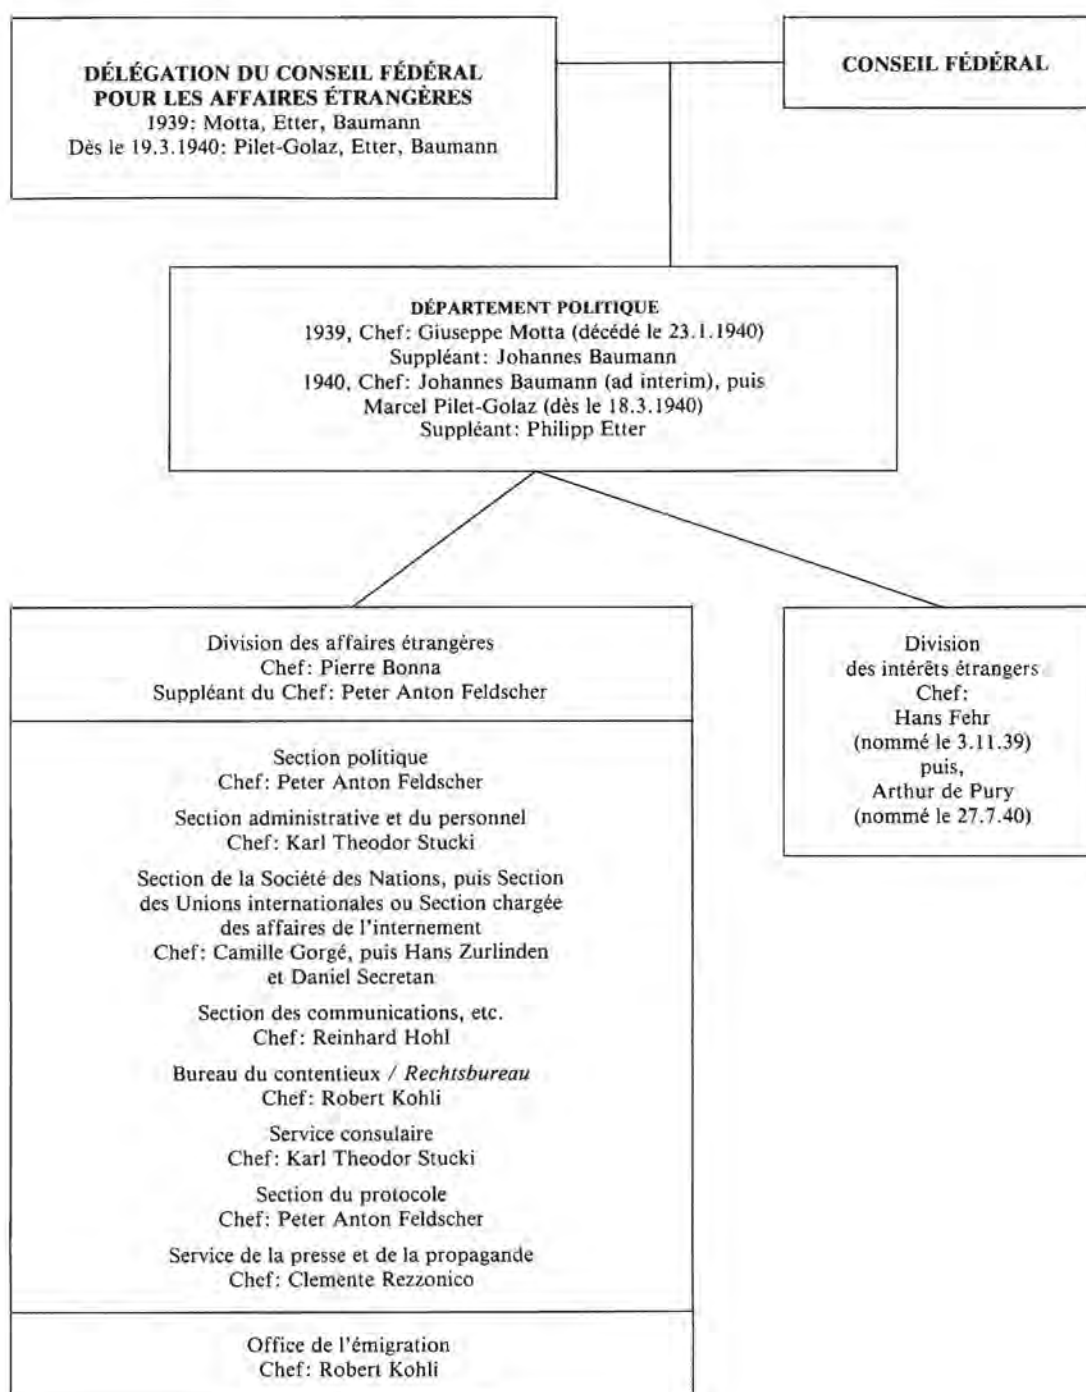 DÉLÉGATION DU CONSEIL FÉDÉRAL
POUR LES AFFAIRES ÉTRANGÈRES
1939: Motta, Etter, Baumann
Dès le 19.3.1940: Pilet-Golaz, Etter, Baumann
CONSEIL FÉDÉRAL
DÉPARTEMENT POLITIQUE
1939, Chef: Giuseppe Motta (décédé le 23.1.1940)
Suppléant: Johannes Baumann
1940, Chef: Johannes Baumann (ad interim), puis
Marcel Pilet-Golaz (dès le 18.3.1940)
Suppléant: Philipp Etter
Division des affaires étrangères
Chef: Pierre Bonna
Suppléant du Chef: Peter Anton Feldscher
Section politique
Chef: Peter Anton Feldscher
Section administrative et du personnel
Chef: Karl Theodor Stucki
Section de la Société des Nations, puis Section
des Unions internationales ou Section chargée
des affaires de l'internement
Chef: Camille Gorgé, puis Hans Zurlinden
et Daniel Secretan
Section des communications, etc.
Chef: Reinhard Hohl
Bureau du contentieux / Rechtsbureau
Chef: Robert Kohli
Service consulaire
Chef: Karl Theodor Stucki
Section du protocole
Chef: Peter Anton Feldscher
Service de la presse et de la propagande
Chef: Clemente Rezzonico
Office de l'émigration
Chef: Robert Kohli
Division
des intérêts étrangers
Chef:
Hans Fehr
(nommé le 3.11.39)
puis,
Arthur de Pury
(nommé le 27.7.40)